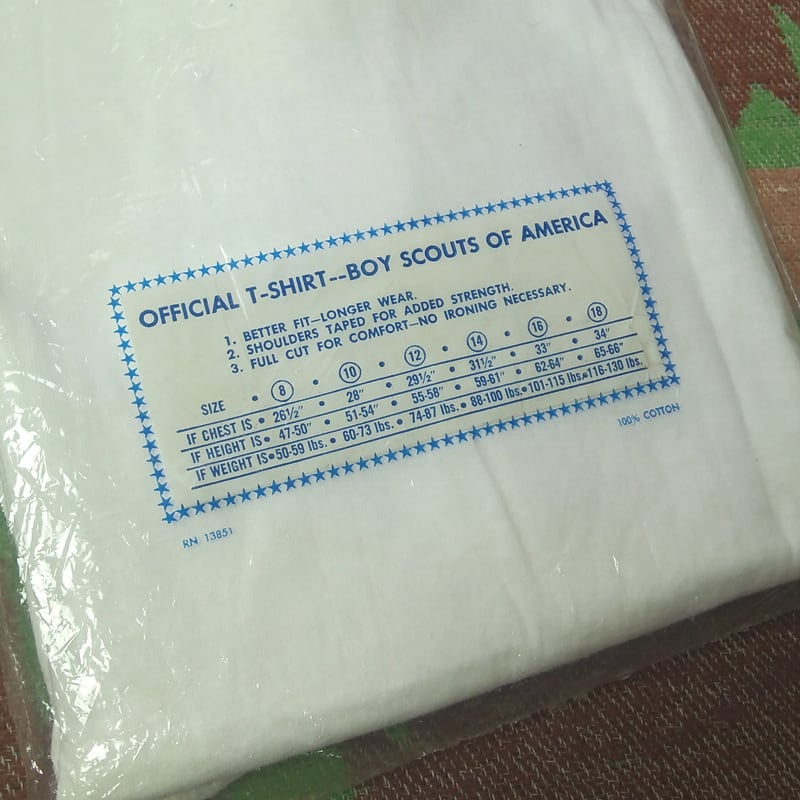 OFFICIAL T-SHIRT--BOY SCOUTS OF AMERICA
1. BETTER FIT—LONGER WEAR.
2. SHOULDERS TAPED FOR ADDED STRENGTH.
3. FULL CUT FOR COMFORT—NO IRONING NECESSARY.
SIZE • 8 • 10 • 12 • 14 • 16 • 18
IF CHEST IS • 26½" • 28" • 29½" • 31½" • 33" • 34"
IF HEIGHT IS • 47-50" • 51-54" • 55-58" • 59-61" • 62-64" • 65-66"
IF WEIGHT IS • 50-59 lbs. • 60-73 lbs. • 74-87 lbs. • 88-100 lbs. • 101-115 lbs. • 116-130 lbs.
RN 13851
100% COTTON